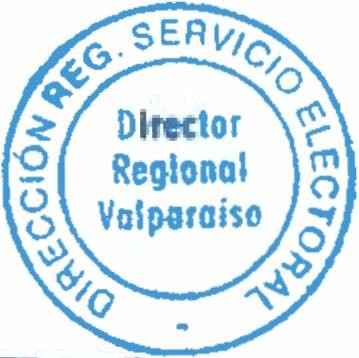 DIRECCIÓN REG. SERVICIO ELECTORAL
Director
Regional
Valparaiso
-